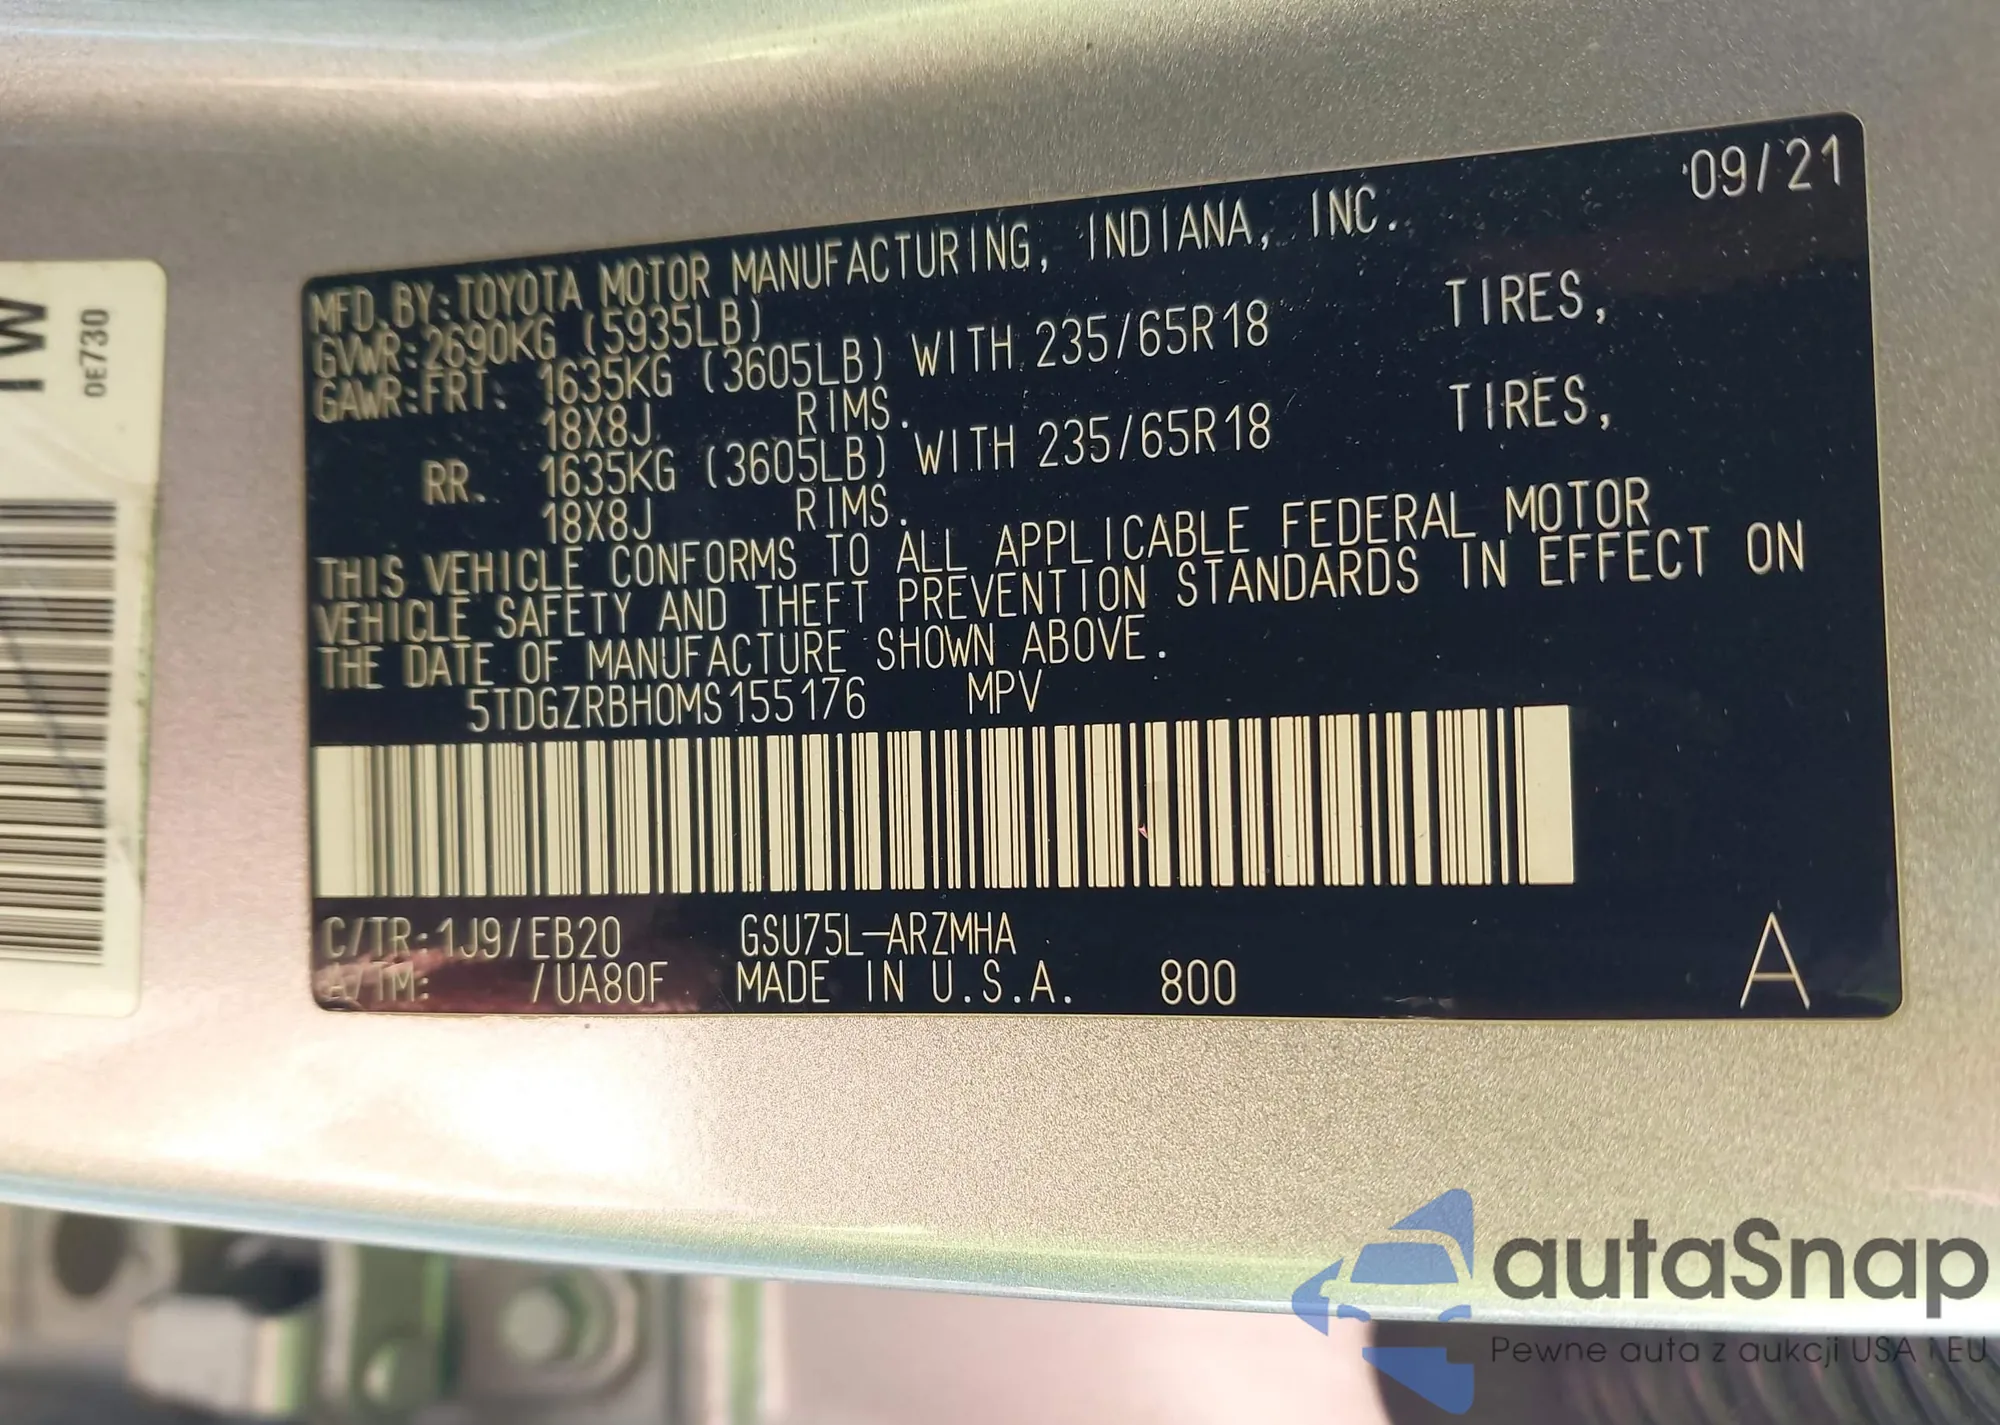 TW
0E730
09/21
MFD. BY: TOYOTA MOTOR MANUFACTURING, INDIANA, INC.
GVWR: 2690KG (5935LB)
GAWR: FRT: 1635KG (3605LB) WITH 235/65R18 TIRES,
18X8J RIMS.
RR. 1635KG (3605LB) WITH 235/65R18 TIRES,
18X8J RIMS.
THIS VEHICLE CONFORMS TO ALL APPLICABLE FEDERAL MOTOR
VEHICLE SAFETY AND THEFT PREVENTION STANDARDS IN EFFECT ON
THE DATE OF MANUFACTURE SHOWN ABOVE.
5TDGZRBH0MS155176 MPV
C/TR: 1J9/EB20 GSU75L-ARZMHA
A/TM: /UA80F MADE IN U.S.A. 800 A
autaSnap
Pewne auta z aukcji USA i EU